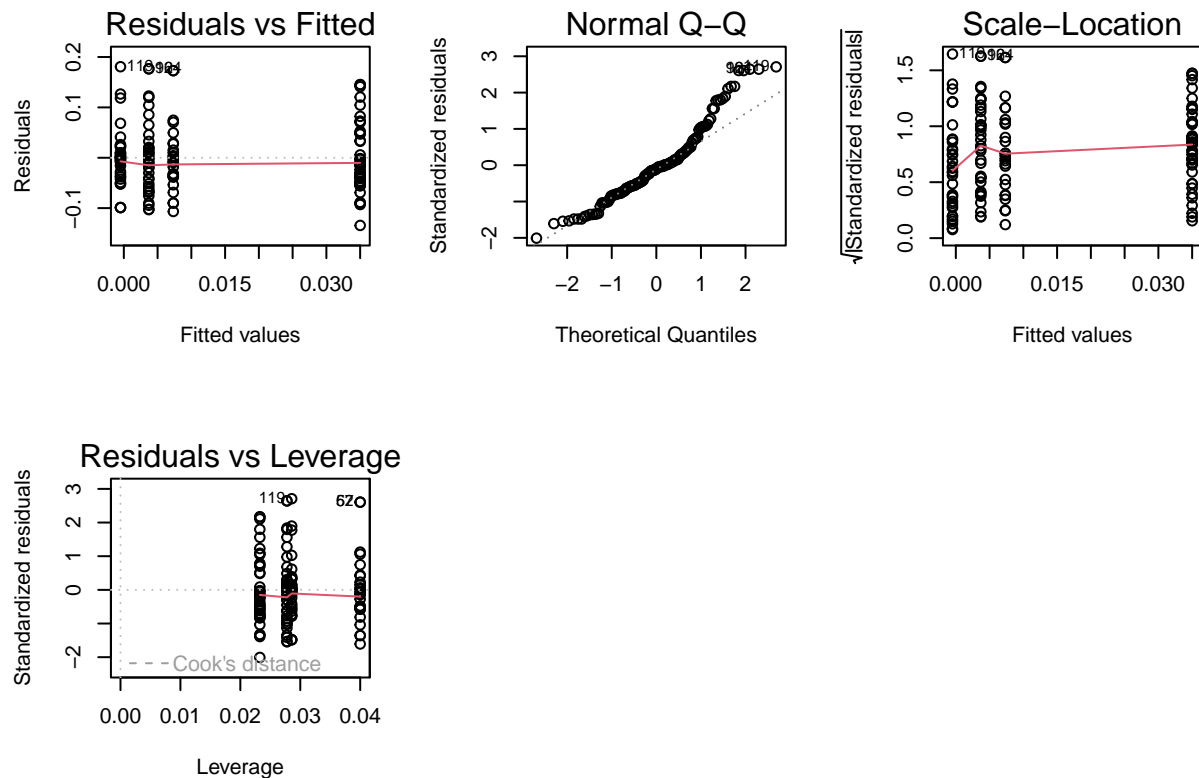 Residuals vs Fitted
Residuals
0.2
0.1
−0.1
119
0.000
0.015
0.030
Fitted values
Normal Q−Q
Standardized residuals
3
2
1
0
−2
119
−2
−1
0
1
2
Theoretical Quantiles
Scale−Location
√|Standardized residuals|
1.5
1.0
0.5
0.0
119
0.000
0.015
0.030
Fitted values
Residuals vs Leverage
Standardized residuals
3
2
1
0
−2
119
Cook's distance
0.00
0.01
0.02
0.03
0.04
Leverage